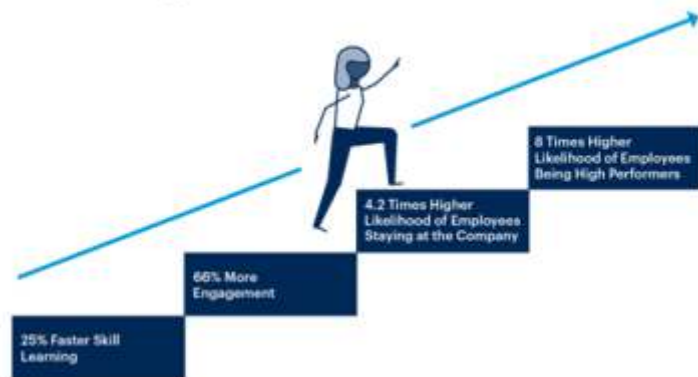 8 Times Higher
Likelihood of Employees
Being High Performers
4.2 Times Higher
Likelihood of Employees
Staying at the Company
66% More
Engagement
25% Faster Skill
Learning